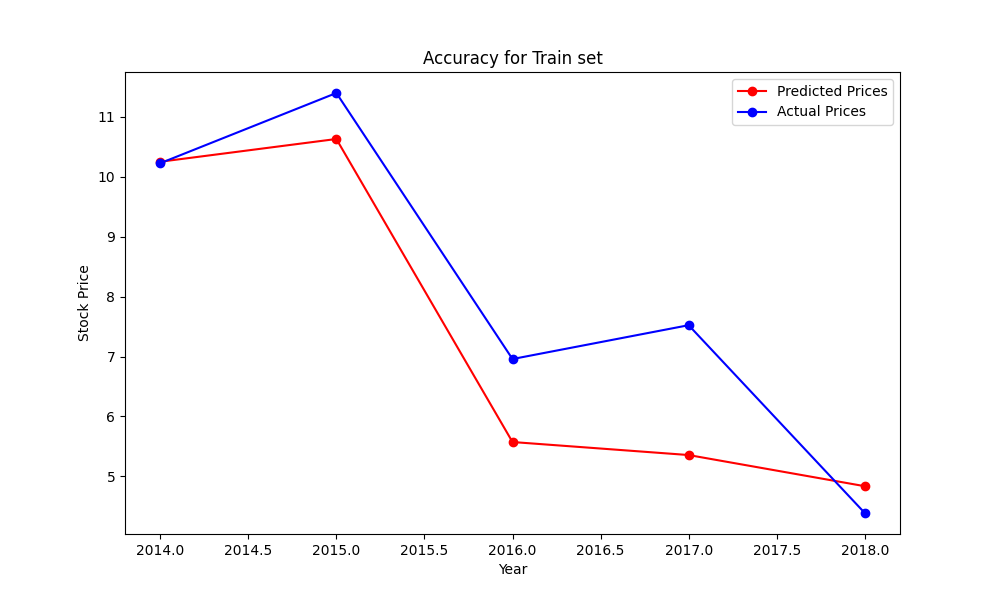 Accuracy for Train set
Predicted Prices
Actual Prices
Stock Price
11
10
9
8
7
6
5
2014.0 2014.5 2015.0 2015.5 2016.0 2016.5 2017.0 2017.5 2018.0
Year